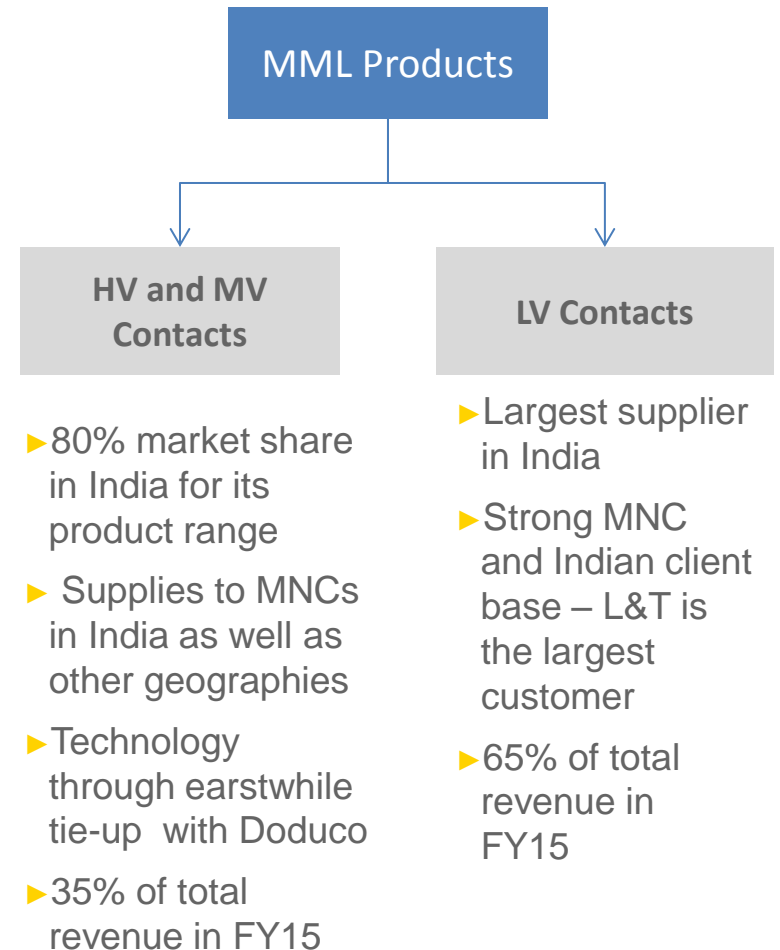 MML Products
HV and MV
Contacts
►80% market share
in India for its
product range
► Supplies to MNCs
in India as well as
other geographies
►Technology
through earstwhile
tie-up with Doduco
►35% of total
revenue in FY15
LV Contacts
►Largest supplier
in India
►Strong MNC
and Indian client
base – L&T is
the largest
customer
►65% of total
revenue in
FY15